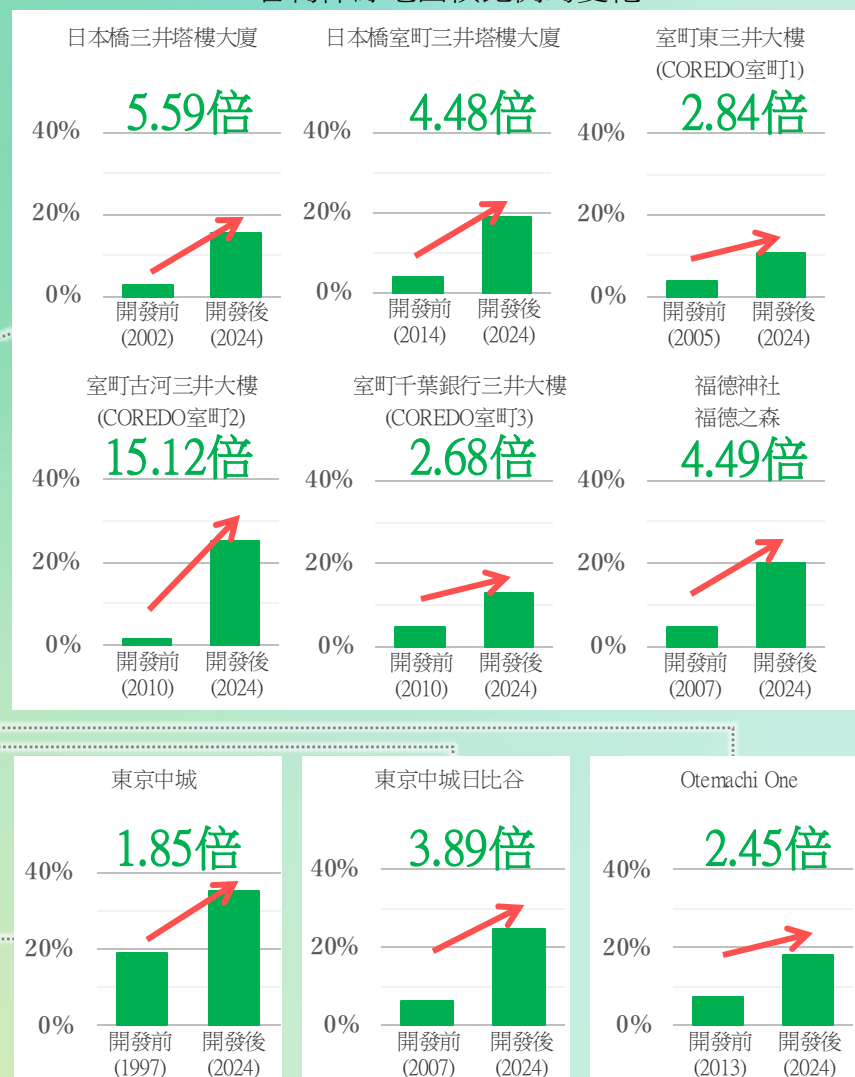 日本橋三井塔樓大廈
5.59倍
40%
20%
0%
開發前
(2002)
開發後
(2024)
日本橋室町三井塔樓大廈
4.48倍
40%
20%
0%
開發前
(2014)
開發後
(2024)
室町東三井大樓
(COREDO室町1)
2.84倍
40%
20%
0%
開發前
(2005)
開發後
(2024)
室町古河三井大樓
(COREDO室町2)
15.12倍
40%
20%
0%
開發前
(2010)
開發後
(2024)
室町千葉銀行三井大樓
(COREDO室町3)
2.68倍
40%
20%
0%
開發前
(2010)
開發後
(2024)
福德神社
福德之森
4.49倍
40%
20%
0%
開發前
(2007)
開發後
(2024)
東京中城
1.85倍
40%
20%
0%
開發前
(1997)
開發後
(2024)
東京中城日比谷
3.89倍
40%
20%
0%
開發前
(2007)
開發後
(2024)
Otemachi One
2.45倍
40%
20%
0%
開發前
(2013)
開發後
(2024)